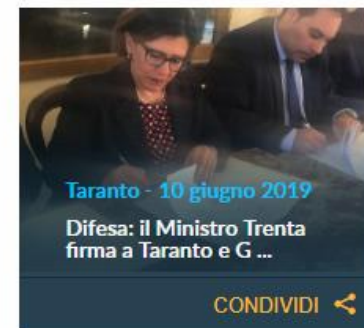 Taranto - 10 giugno 2019
Difesa: il Ministro Trenta
firma a Taranto e G ...
CONDIVIDI